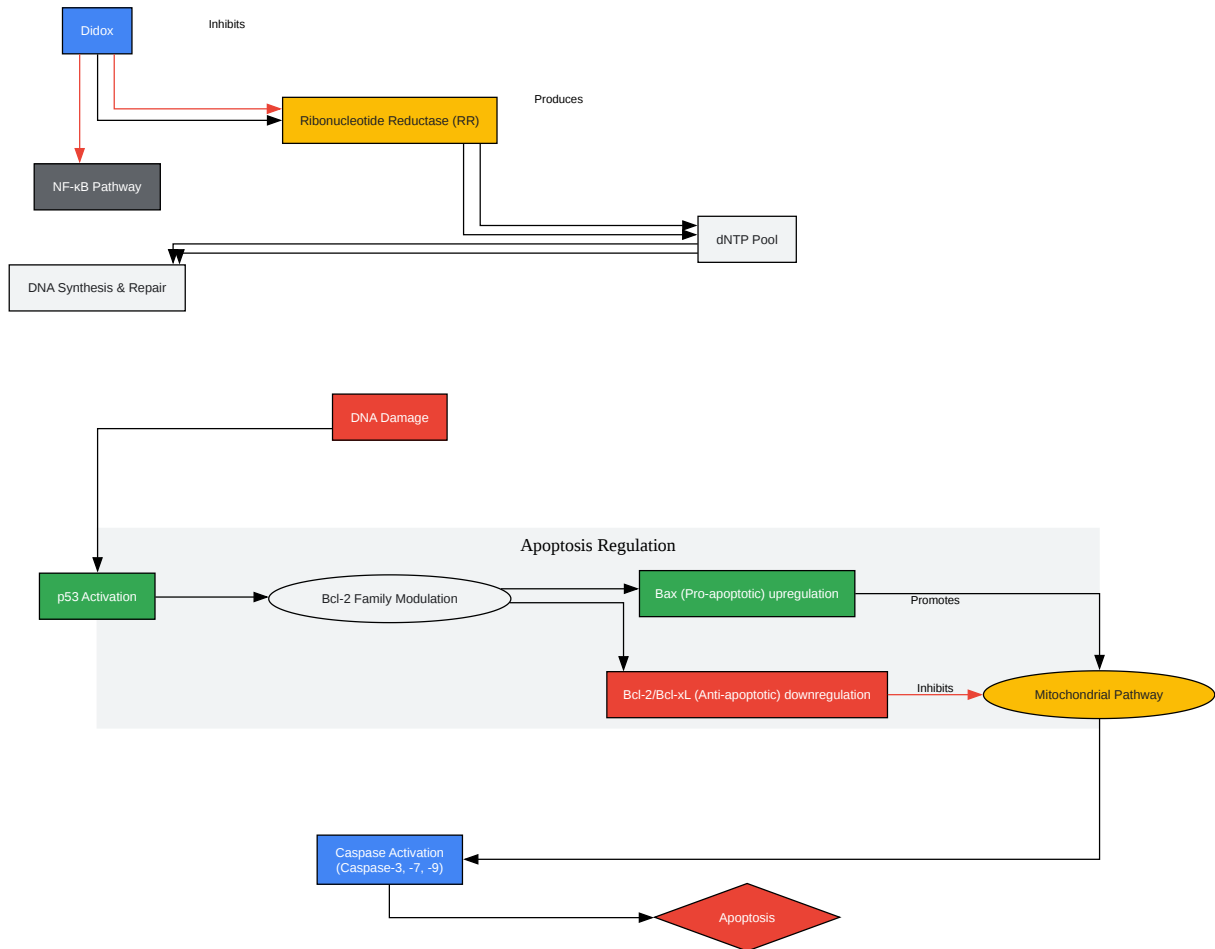 Didox
Inhibits
Produces
Ribonucleotide Reductase (RR)
NF-κB Pathway
dNTP Pool
DNA Synthesis & Repair
DNA Damage
Apoptosis Regulation
p53 Activation
Bcl-2 Family Modulation
Bax (Pro-apoptotic) upregulation
Promotes
Bcl-2/Bcl-xL (Anti-apoptotic) downregulation
Inhibits
Mitochondrial Pathway
Caspase Activation
(Caspase-3, -7, -9)
Apoptosis